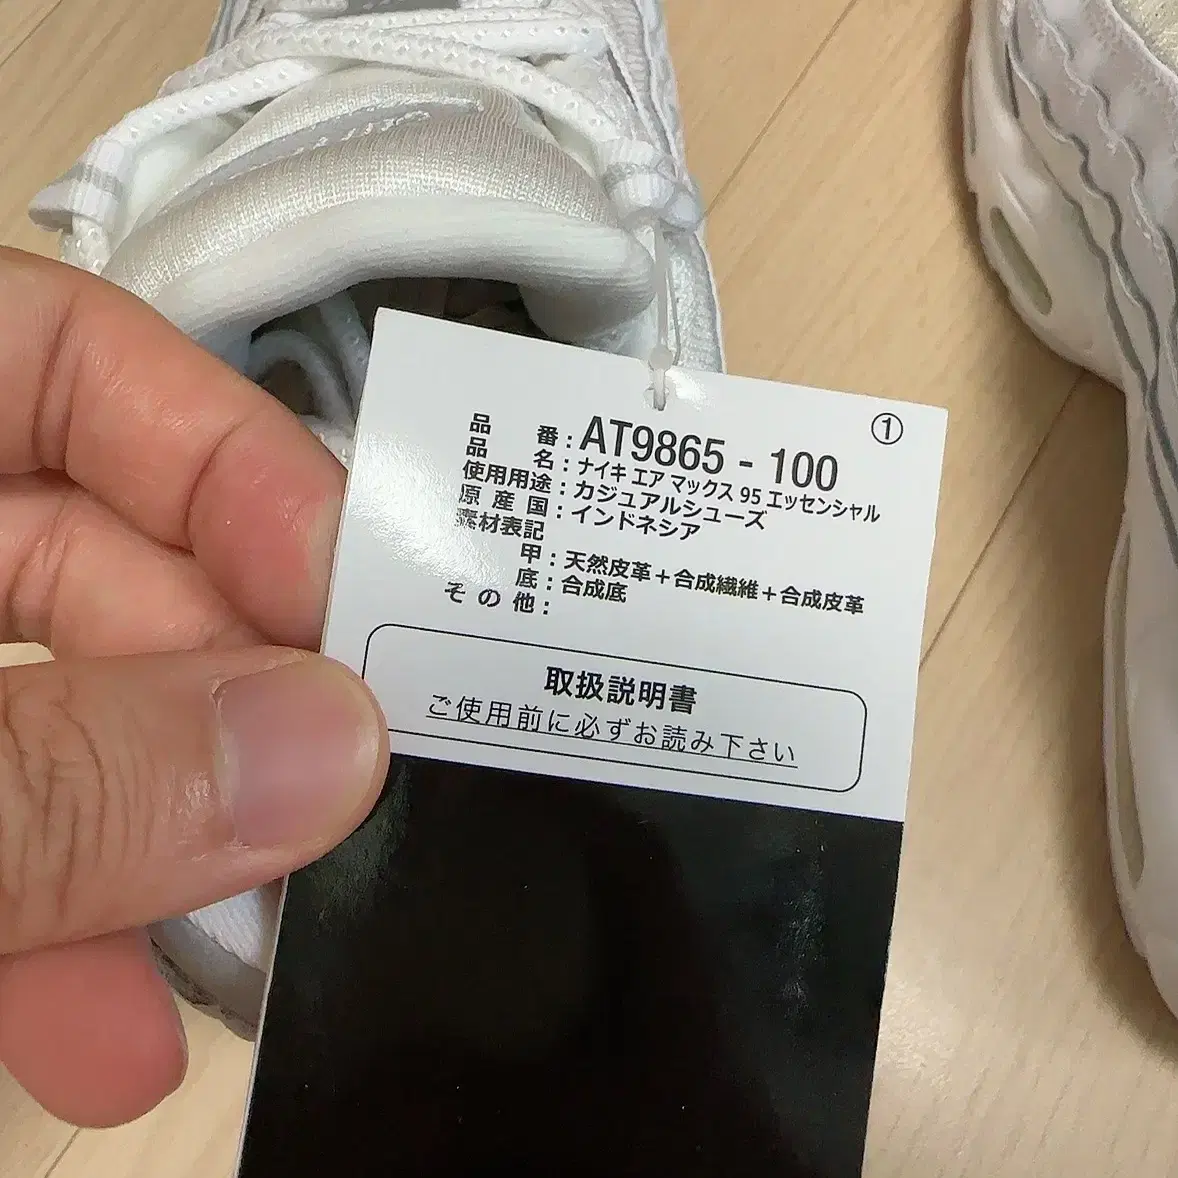 ①
品番：AT9865 - 100
品名：ナイキ エア マックス 95 エッセンシャル
使用用途：カジュアルシューズ
原産国：インドネシア
素材表記
甲：天然皮革＋合成繊維＋合成皮革
底：合成底
その他：
取扱説明書
ご使用前に必ずお読み下さい